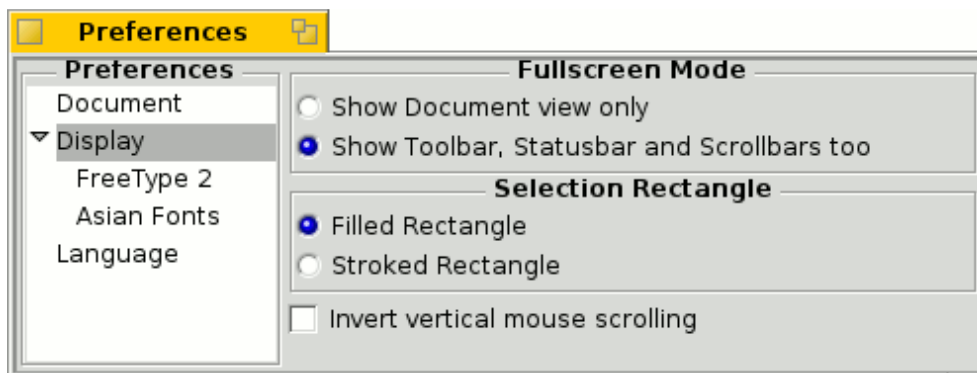 Preferences
Preferences
Document
Display
FreeType 2
Asian Fonts
Language
Fullscreen Mode
Show Document view only
Show Toolbar, Statusbar and Scrollbars too
Selection Rectangle
Filled Rectangle
Stroked Rectangle
Invert vertical mouse scrolling